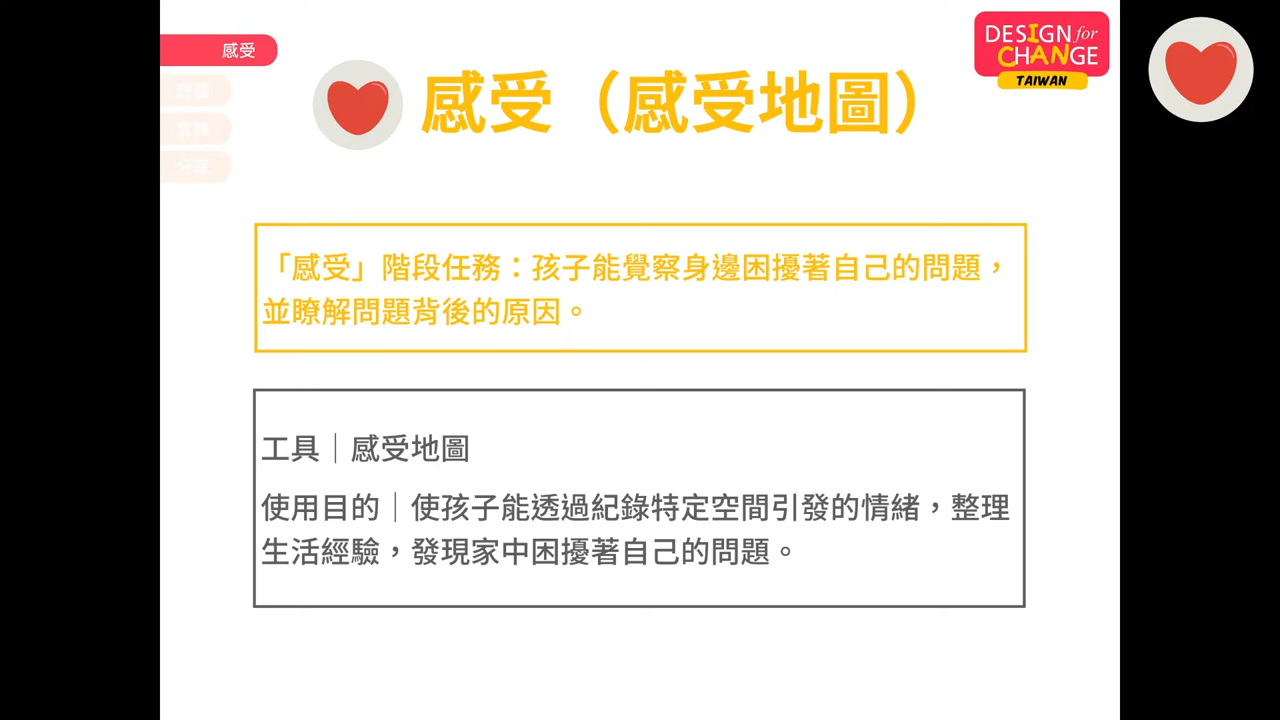 感受
DESIGN for
CHANGE
TAIWAN
感受（感受地圖）
「感受」階段任務：孩子能覺察身邊困擾著自己的問題，
並瞭解問題背後的原因。
工具｜感受地圖
使用目的｜使孩子能透過紀錄特定空間引發的情緒，整理
生活經驗，發現家中困擾著自己的問題。